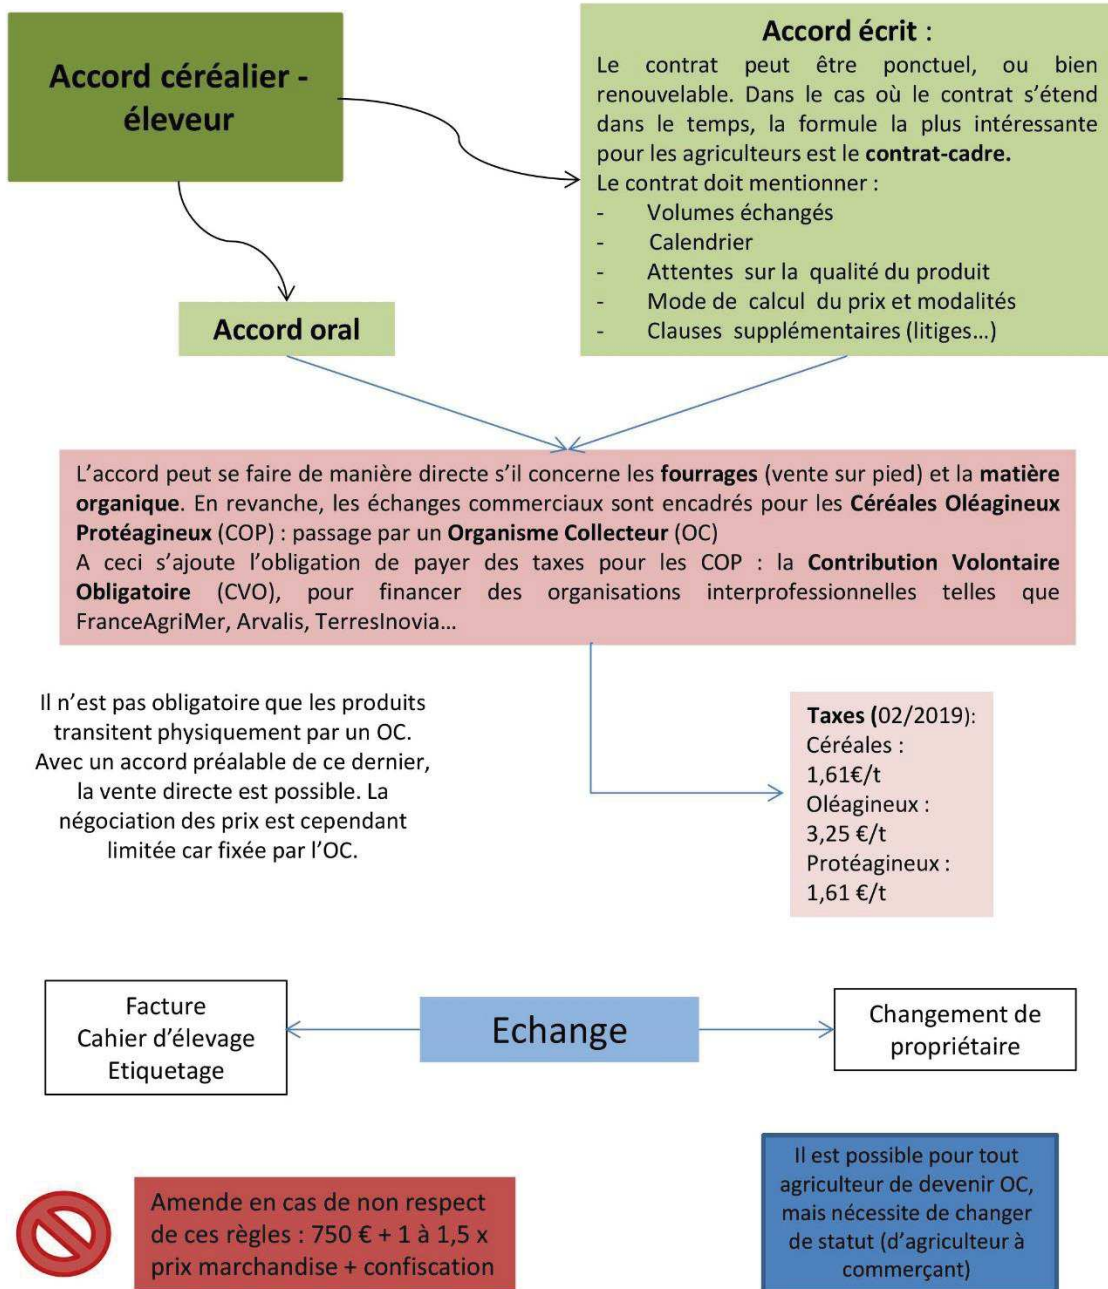 Accord céréalier -
éleveur
Accord écrit :
Le contrat peut être ponctuel, ou bien
renouvelable. Dans le cas où le contrat s’étend
dans le temps, la formule la plus intéressante
pour les agriculteurs est le contrat-cadre.
Le contrat doit mentionner :
- Volumes échangés
- Calendrier
- Attentes sur la qualité du produit
- Mode de calcul du prix et modalités
- Clauses supplémentaires (litiges…)
Accord oral
L’accord peut se faire de manière directe s’il concerne les fourrages (vente sur pied) et la matière
organique. En revanche, les échanges commerciaux sont encadrés pour les Céréales Oléagineux
Protéagineux (COP) : passage par un Organisme Collecteur (OC)
A ceci s’ajoute l’obligation de payer des taxes pour les COP : la Contribution Volontaire
Obligatoire (CVO), pour financer des organisations interprofessionnelles telles que
FranceAgriMer, Arvalis, TerresInovia…
Il n’est pas obligatoire que les produits
transitent physiquement par un OC.
Avec un accord préalable de ce dernier,
la vente directe est possible. La
négociation des prix est cependant
limitée car fixée par l’OC.
Taxes (02/2019):
Céréales :
1,61€/t
Oléagineux :
3,25 €/t
Protéagineux :
1,61 €/t
Facture
Cahier d’élevage
Etiquetage
Echange
Changement de
propriétaire
Amende en cas de non respect
de ces règles : 750 € + 1 à 1,5 x
prix marchandise + confiscation
Il est possible pour tout
agriculteur de devenir OC,
mais nécessite de changer
de statut (d’agriculteur à
commerçant)